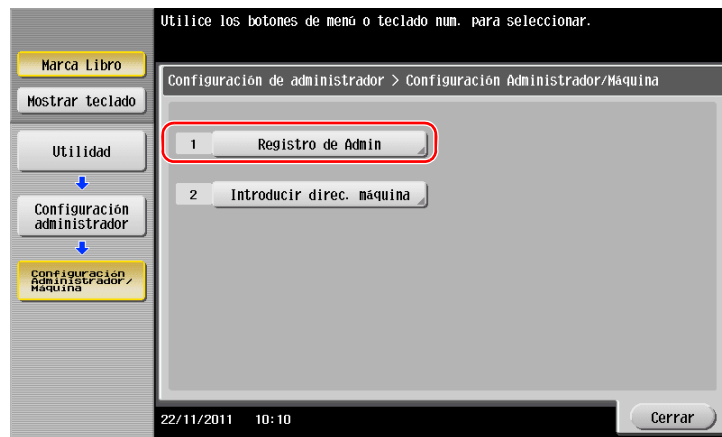 Utilice los botones de menú o teclado num. para seleccionar.
Marca Libro
Mostrar teclado
Utilidad
Configuración
administrador
Configuración
Administrador/
Máquina
Configuración de administrador > Configuración Administrador/Máquina
1 Registro de Admin
2 Introducir direc. máquina
22/11/2011 10:10
Cerrar